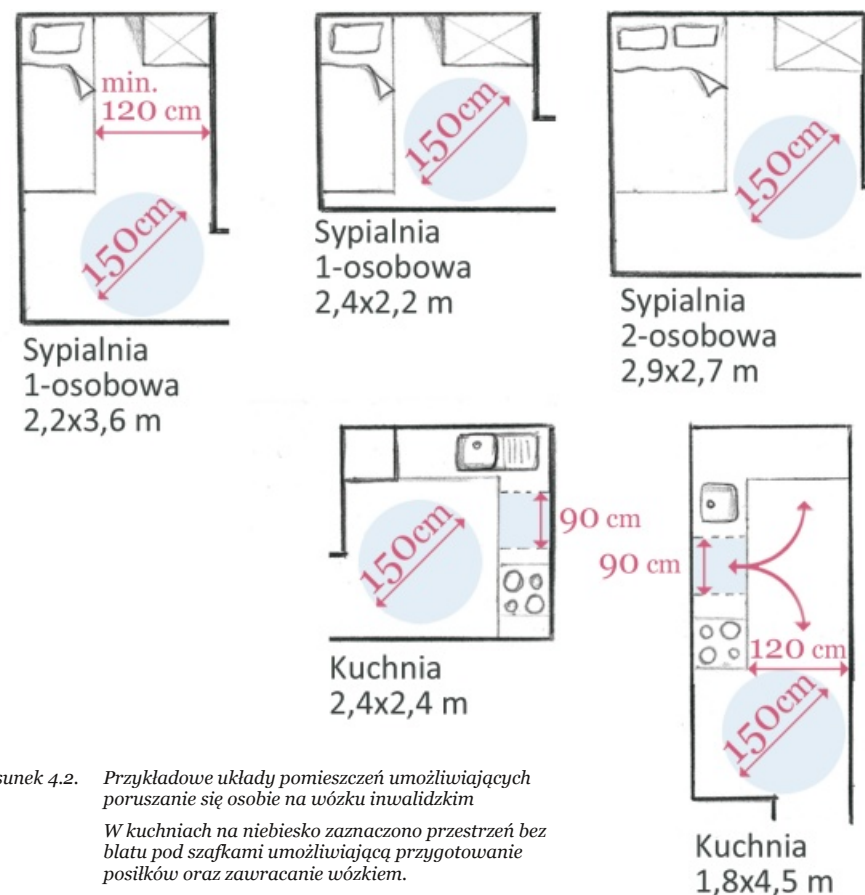 min.
120 cm
150cm
Sypialnia
1-osobowa
2,2x3,6 m
150cm
Sypialnia
1-osobowa
2,4x2,2 m
150cm
Sypialnia
2-osobowa
2,9x2,7 m
150cm
90 cm
Kuchnia
2,4x2,4 m
90 cm
120 cm
150cm
Kuchnia
1,8x4,5 m
sunek 4.2. Przykładowe układy pomieszczeń umożliwiających
poruszanie się osobie na wózku inwalidzkim
W kuchniach na niebiesko zaznaczono przestrzeń bez
blatu pod szafkami umożliwiającą przygotowanie
posiłków oraz zawracanie wózkiem.